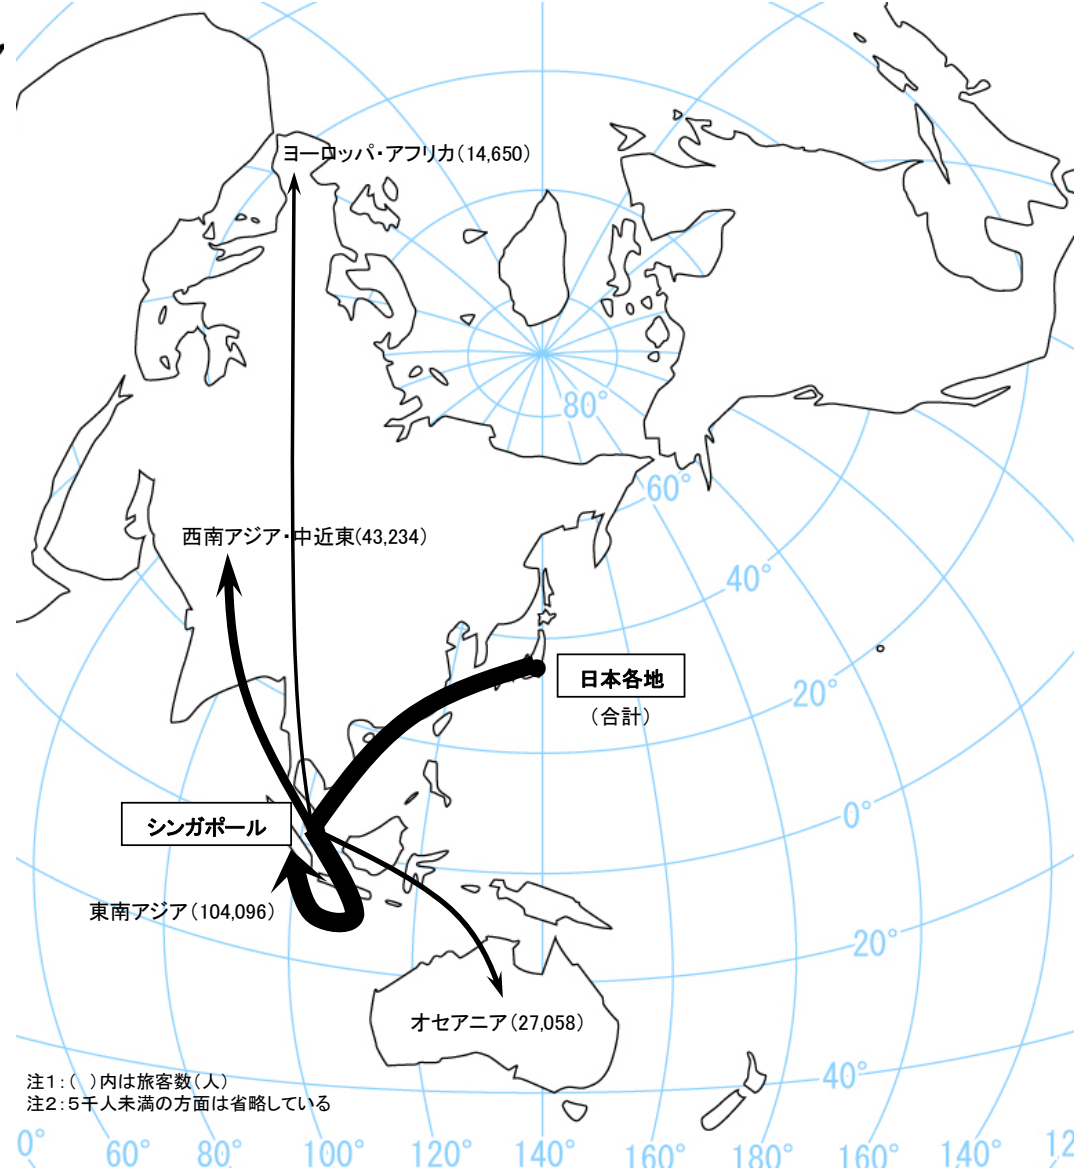 ヨーロッパ・アフリカ(14,650)
80°
60°
西南アジア・中近東(43,234)
40°
日本各地
(合計)
20°
0°
シンガポール
東南アジア(104,096)
20°
オセアニア(27,058)
40°
注1:( )内は旅客数(人)
注2:5千人未満の方面は省略している
0° 60° 80° 100° 120° 140° 160° 180° 160° 140° 12